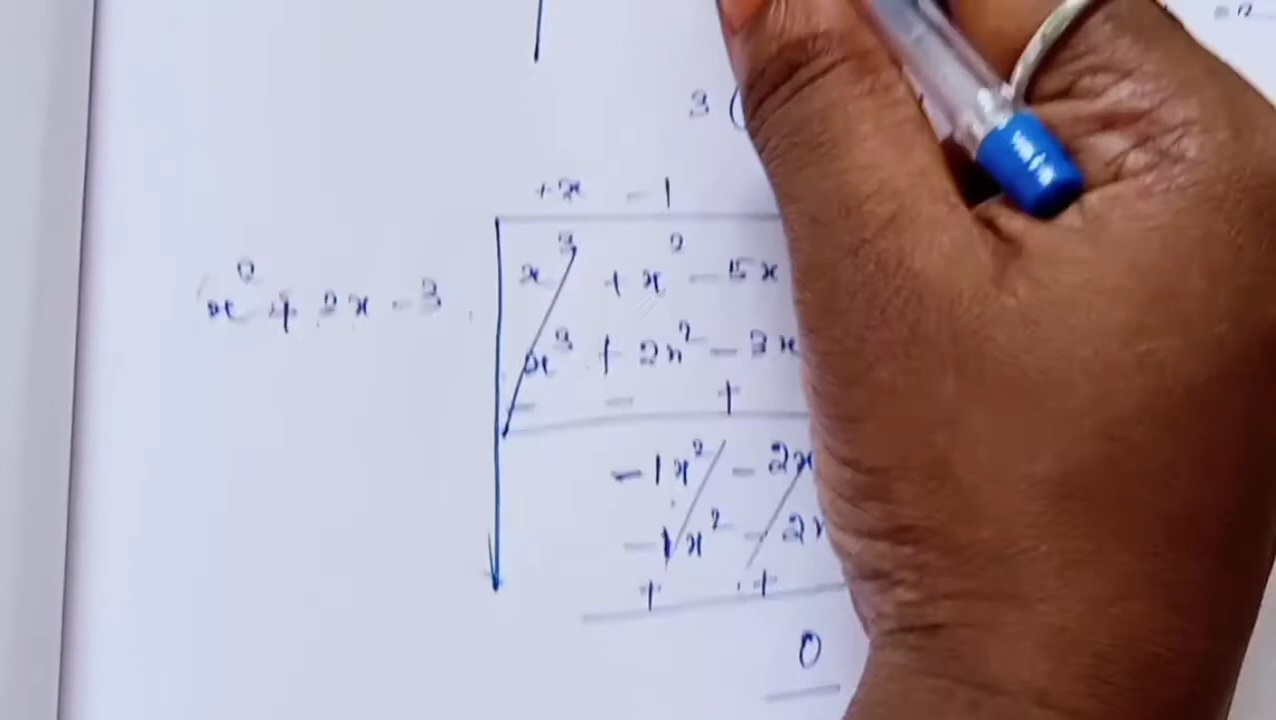 3 (
+x - 1
x² + 2x - 3
x³ + x² - 5x
x³ + 2x² - 3x
- - +
-1x² - 2x
-1x² - 2x
+ +
0